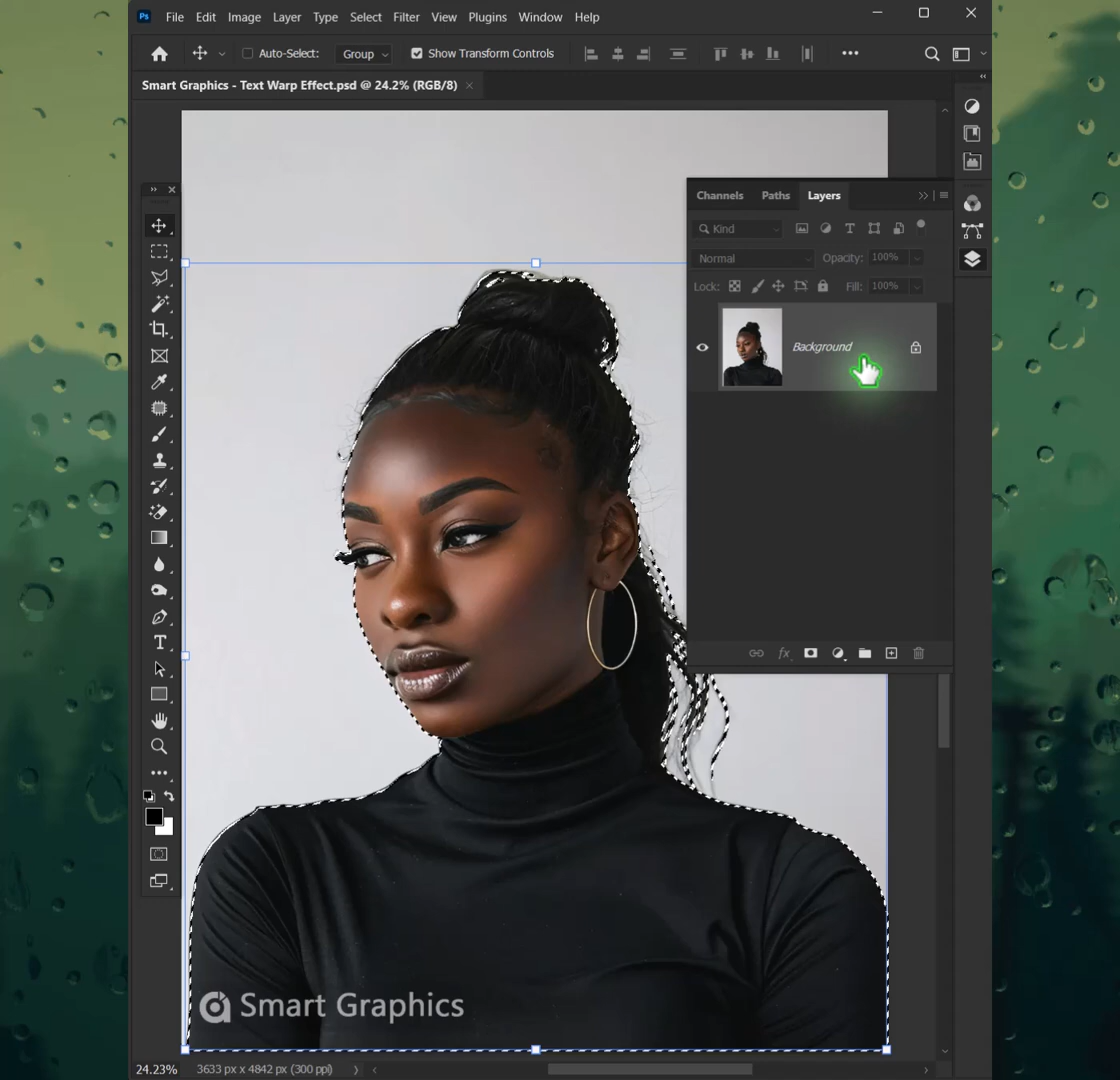 Ps File Edit Image Layer Type Select Filter View Plugins Window Help
Auto-Select: Group Show Transform Controls
Smart Graphics - Text Warp Effect.psd @ 24.2% (RGB/8)
Channels Paths Layers
Kind
Normal Opacity: 100%
Lock: Fill: 100%
Background
fx
Smart Graphics
24.23% 3633 px x 4842 px (300 ppi)